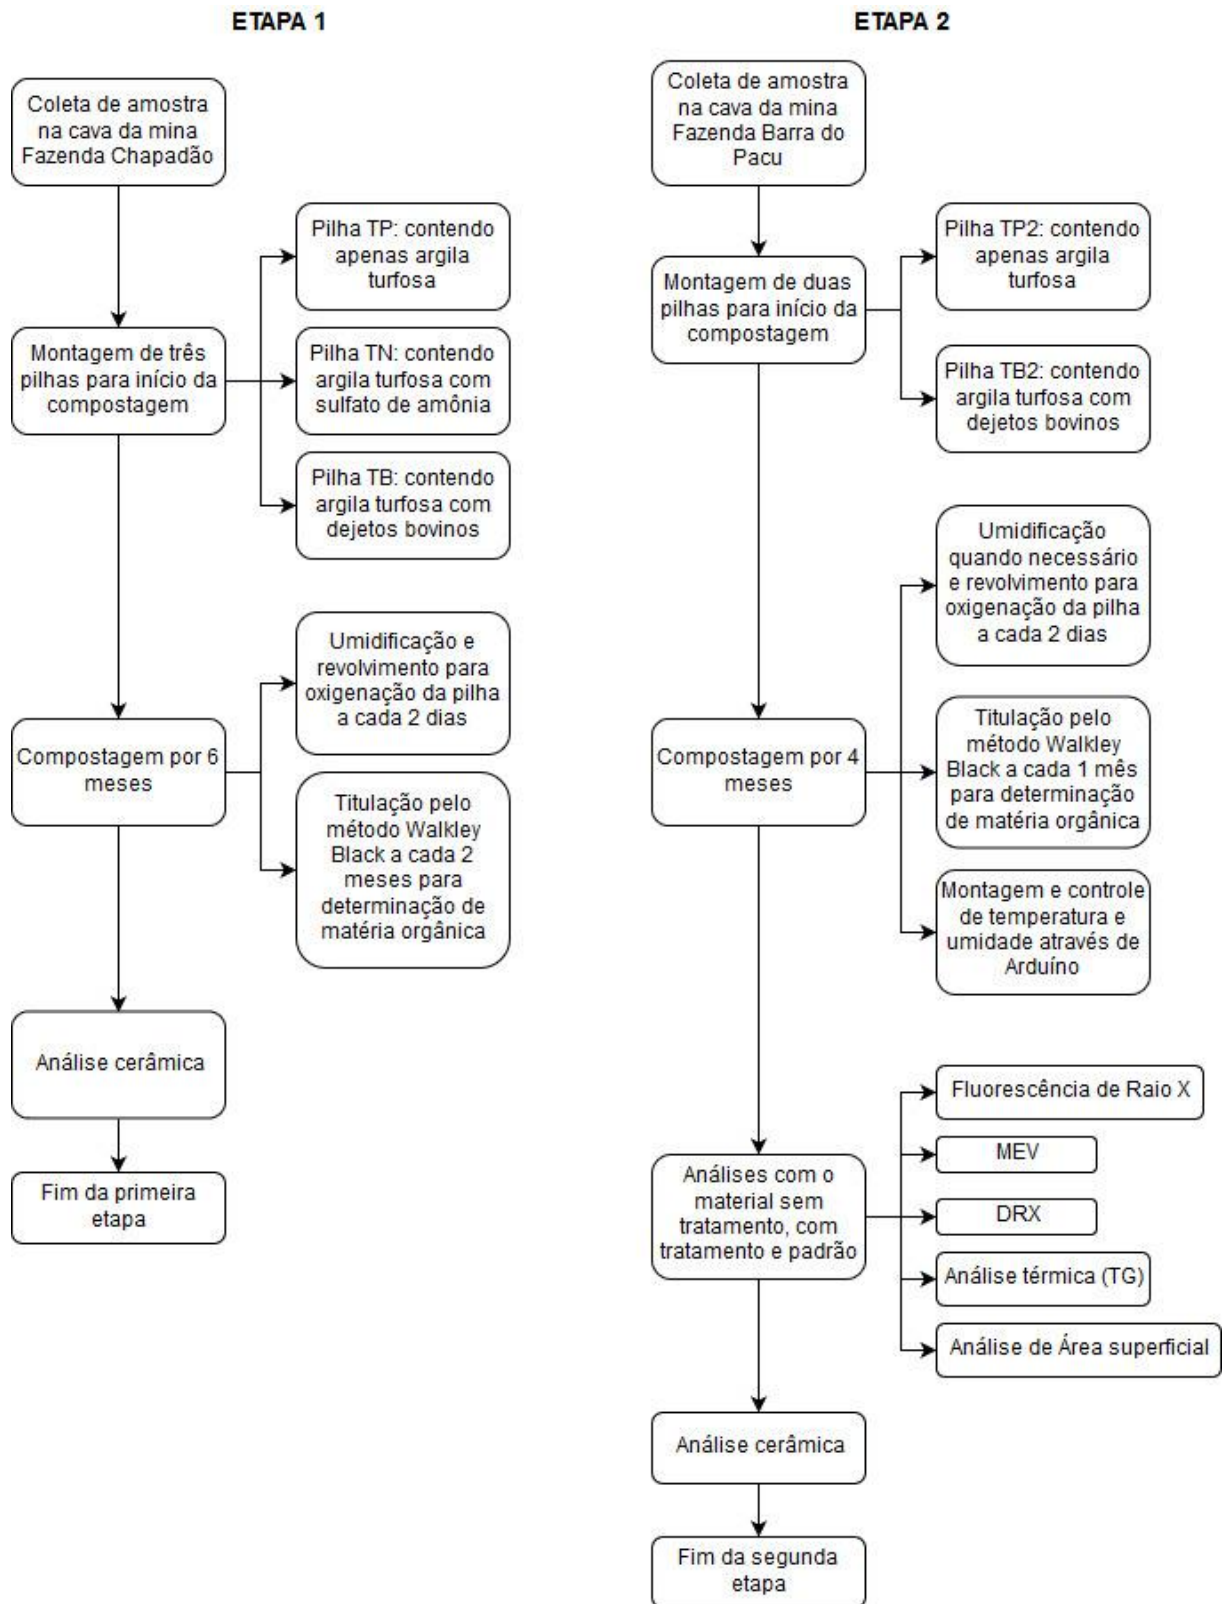 ETAPA 1
Coleta de amostra
na cava da mina
Fazenda Chapadão
Montagem de três
pilhas para início da
compostagem
Pilha TP: contendo
apenas argila
turfosa
Pilha TN: contendo
argila turfosa com
sulfato de amônia
Pilha TB: contendo
argila turfosa com
dejetos bovinos
Compostagem por 6
meses
Umidificação e
revolvimento para
oxigenação da pilha
a cada 2 dias
Titulação pelo
método Walkley
Black a cada 2
meses para
determinação de
matéria orgânica
Análise cerâmica
Fim da primeira
etapa
ETAPA 2
Coleta de amostra
na cava da mina
Fazenda Barra do
Pacu
Montagem de duas
pilhas para início da
compostagem
Pilha TP2: contendo
apenas argila
turfosa
Pilha TB2: contendo
argila turfosa com
dejetos bovinos
Compostagem por 4
meses
Umidificação
quando necessário
e revolvimento para
oxigenação da pilha
a cada 2 dias
Titulação pelo
método Walkley
Black a cada 1 mês
para determinação
de matéria orgânica
Montagem e controle
de temperatura e
umidade através de
Arduíno
Análises com o
material sem
tratamento, com
tratamento e padrão
Fluorescência de Raio X
MEV
DRX
Análise térmica (TG)
Análise de Área superficial
Análise cerâmica
Fim da segunda
etapa